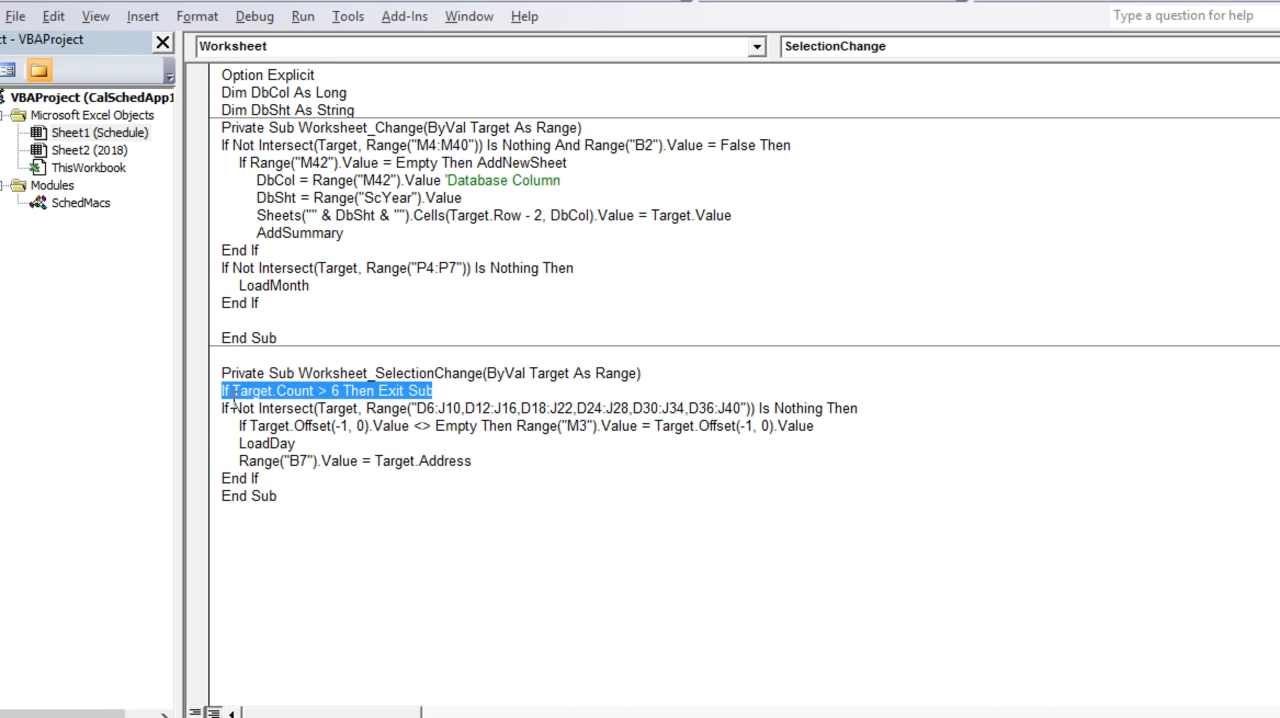 File Edit View Insert Format Debug Run Tools Add-Ins Window Help
Type a question for help
ct - VBAProject
Worksheet
SelectionChange
VBAProject (CalSchedApp1
Microsoft Excel Objects
Sheet1 (Schedule)
Sheet2 (2018)
ThisWorkbook
Modules
SchedMacs
Option Explicit
Dim DbCol As Long
Dim DbSht As String
Private Sub Worksheet_Change(ByVal Target As Range)
If Not Intersect(Target, Range("M4:M40")) Is Nothing And Range("B2").Value = False Then
If Range("M42").Value = Empty Then AddNewSheet
DbCol = Range("M42").Value 'Database Column
DbSht = Range("ScYear").Value
Sheets("" & DbSht & "").Cells(Target.Row - 2, DbCol).Value = Target.Value
AddSummary
End If
If Not Intersect(Target, Range("P4:P7")) Is Nothing Then
LoadMonth
End If
End Sub
Private Sub Worksheet_SelectionChange(ByVal Target As Range)
If Target.Count > 6 Then Exit Sub
If Not Intersect(Target, Range("D6:J10,D12:J16,D18:J22,D24:J28,D30:J34,D36:J40")) Is Nothing Then
If Target.Offset(-1, 0).Value <> Empty Then Range("M3").Value = Target.Offset(-1, 0).Value
LoadDay
Range("B7").Value = Target.Address
End If
End Sub